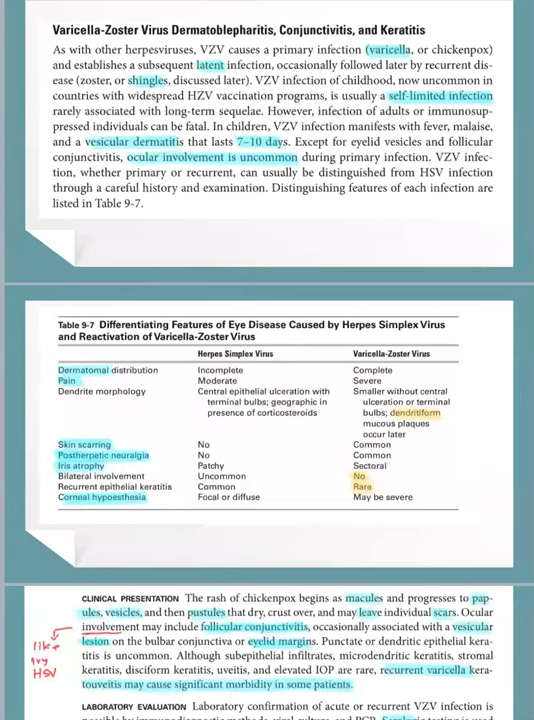 Varicella-Zoster Virus Dermatoblepharitis, Conjunctivitis, and Keratitis
As with other herpesviruses, VZV causes a primary infection (varicella, or chickenpox)
and establishes a subsequent latent infection, occasionally followed later by recurrent dis-
ease (zoster, or shingles, discussed later). VZV infection of childhood, now uncommon in
countries with widespread HZV vaccination programs, is usually a self-limited infection
rarely associated with long-term sequelae. However, infection of adults or immunosup-
pressed individuals can be fatal. In children, VZV infection manifests with fever, malaise,
and a vesicular dermatitis that lasts 7–10 days. Except for eyelid vesicles and follicular
conjunctivitis, ocular involvement is uncommon during primary infection. VZV infec-
tion, whether primary or recurrent, can usually be distinguished from HSV infection
through a careful history and examination. Distinguishing features of each infection are
listed in Table 9-7.
Table 9-7 Differentiating Features of Eye Disease Caused by Herpes Simplex Virus
and Reactivation of Varicella-Zoster Virus
Herpes Simplex Virus Varicella-Zoster Virus
Dermatomal distribution Incomplete Complete
Pain Moderate Severe
Dendrite morphology Central epithelial ulceration with Smaller without central
terminal bulbs; geographic in ulceration or terminal
presence of corticosteroids bulbs; dendritiform
mucous plaques
occur later
Skin scarring No Common
Postherpetic neuralgia No Common
Iris atrophy Patchy Sectoral
Bilateral involvement Uncommon No
Recurrent epithelial keratitis Common Rare
Corneal hypoesthesia Focal or diffuse May be severe
CLINICAL PRESENTATION The rash of chickenpox begins as macules and progresses to pap-
ules, vesicles, and then pustules that dry, crust over, and may leave individual scars. Ocular
involvement may include follicular conjunctivitis, occasionally associated with a vesicular
lesion on the bulbar conjunctiva or eyelid margins. Punctate or dendritic epithelial kera-
titis is uncommon. Although subepithelial infiltrates, microdendritic keratitis, stromal
keratitis, disciform keratitis, uveitis, and elevated IOP are rare, recurrent varicella kera-
touveitis may cause significant morbidity in some patients.
like
HSV
LABORATORY EVALUATION Laboratory confirmation of acute or recurrent VZV infection is